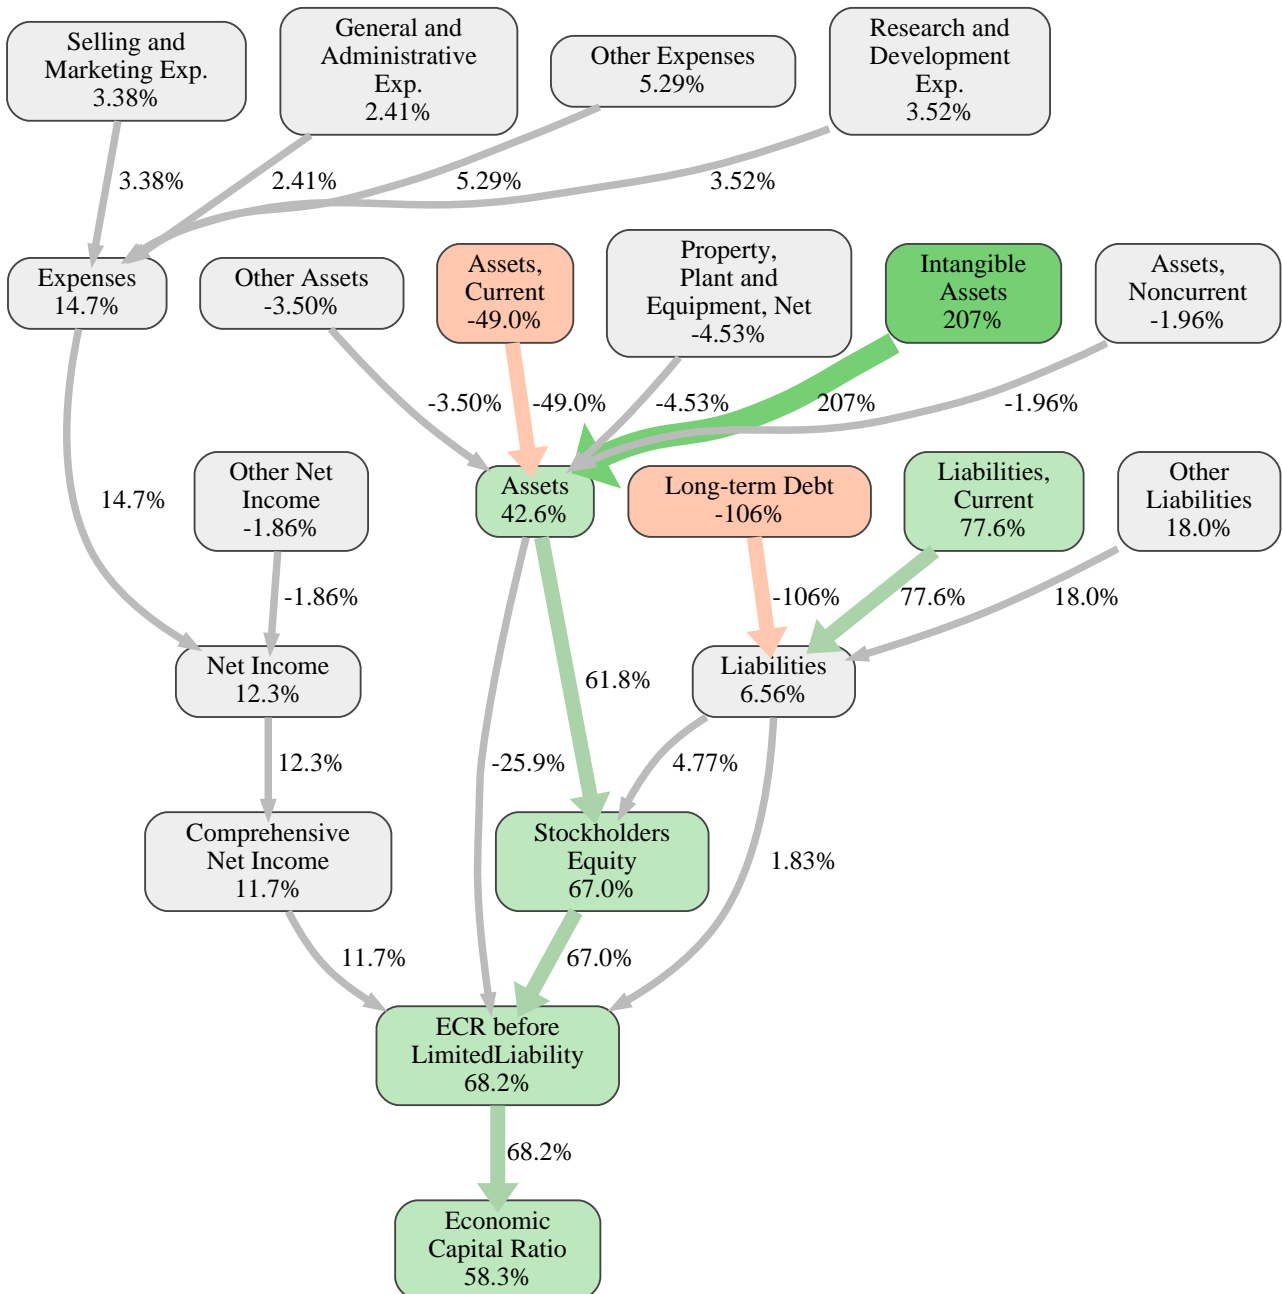 Selling and
Marketing Exp.
3.38%
General and
Administrative
Exp.
2.41%
Other Expenses
5.29%
Research and
Development
Exp.
3.52%
3.38%
2.41%
5.29%
3.52%
Expenses
14.7%
Other Assets
-3.50%
Assets,
Current
-49.0%
Property,
Plant and
Equipment, Net
-4.53%
Intangible
Assets
207%
Assets,
Noncurrent
-1.96%
-3.50%
-49.0%
-4.53%
207%
-1.96%
14.7%
Other Net
Income
-1.86%
Assets
42.6%
Long-term Debt
-106%
Liabilities,
Current
77.6%
Other
Liabilities
18.0%
-1.86%
-106%
77.6%
18.0%
Net Income
12.3%
61.8%
Liabilities
6.56%
12.3%
-25.9%
4.77%
Comprehensive
Net Income
11.7%
Stockholders
Equity
67.0%
1.83%
11.7%
67.0%
ECR before
LimitedLiability
68.2%
68.2%
Economic
Capital Ratio
58.3%